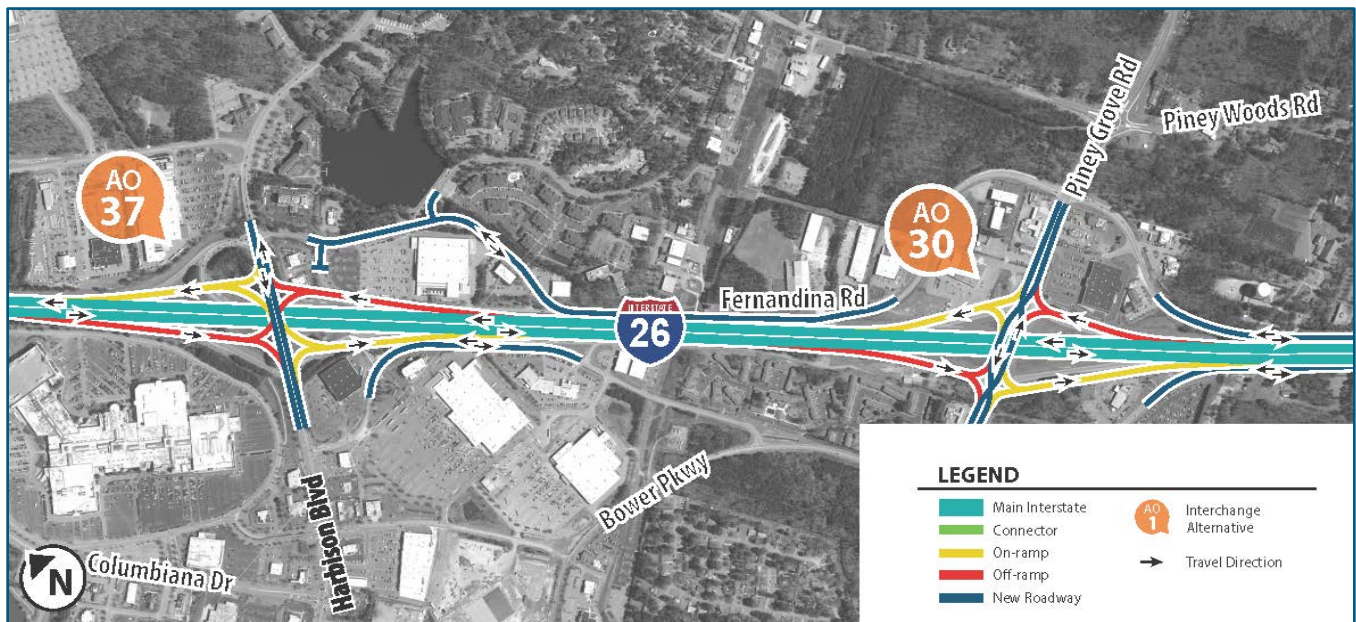 Piney Grove Rd
Piney Woods Rd
AO
37
AO
30
Fernandina Rd
INTERSTATE
26
Bower Pkwy
Harbison Blvd
Columbiana Dr
N
LEGEND
Main Interstate
Connector
On-ramp
Off-ramp
New Roadway
AO
1
Interchange
Alternative
Travel Direction